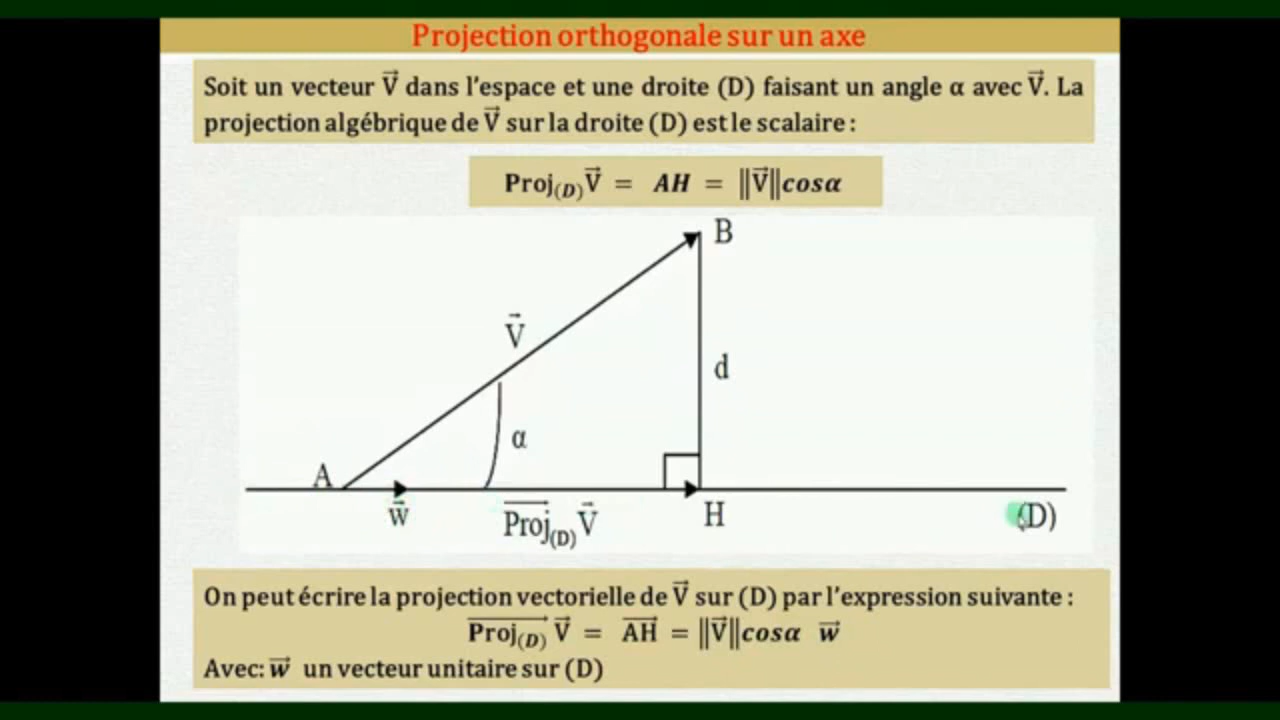 Projection orthogonale sur un axe
Soit un vecteur V⃗ dans l'espace et une droite (D) faisant un angle α avec V⃗. La
projection algébrique de V⃗ sur la droite (D) est le scalaire :
Proj₍D₎V⃗ = AH = ‖V⃗‖cosα
B
V⃗
d
α
A
w⃗
Proj₍D₎V⃗
H
(D)
On peut écrire la projection vectorielle de V⃗ sur (D) par l'expression suivante :
Proj₍D₎ V⃗ = AH = ‖V⃗‖cosα w⃗
Avec: w⃗ un vecteur unitaire sur (D)